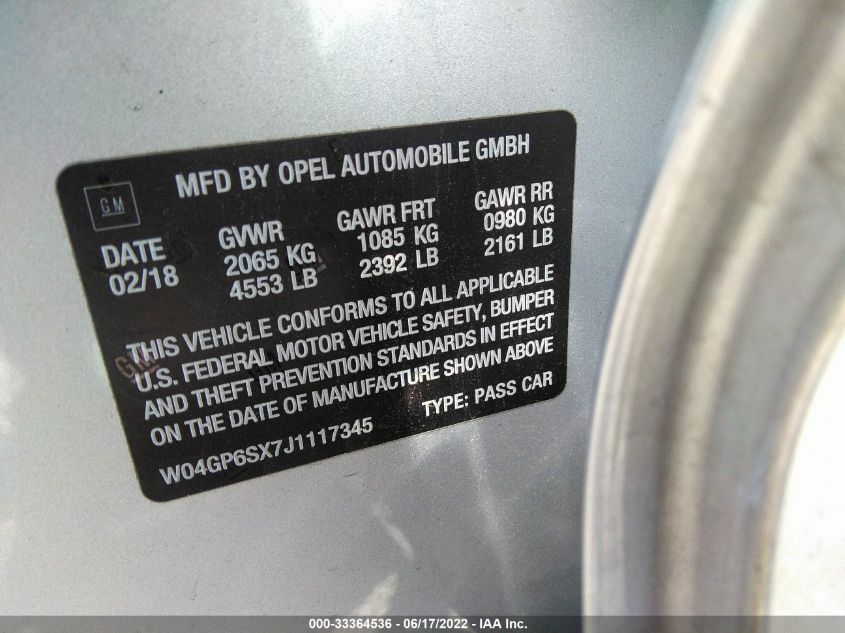 GM
MFD BY OPEL AUTOMOBILE GMBH
DATE
02/18
GVWR
2065 KG
4553 LB
GAWR FRT
1085 KG
2392 LB
GAWR RR
0980 KG
2161 LB
THIS VEHICLE CONFORMS TO ALL APPLICABLE
U.S. FEDERAL MOTOR VEHICLE SAFETY, BUMPER
AND THEFT PREVENTION STANDARDS IN EFFECT
ON THE DATE OF MANUFACTURE SHOWN ABOVE
W04GP6SX7J1117345
TYPE: PASS CAR
000-33364536 - 06/17/2022 - IAA Inc.